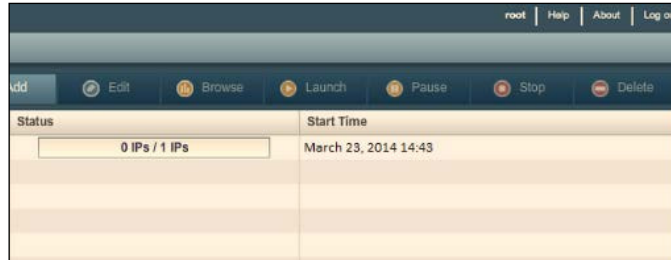 root | Help | About | Log o
Add Edit Browse Launch Pause Stop Delete
Status Start Time
0 IPs / 1 IPs March 23, 2014 14:43